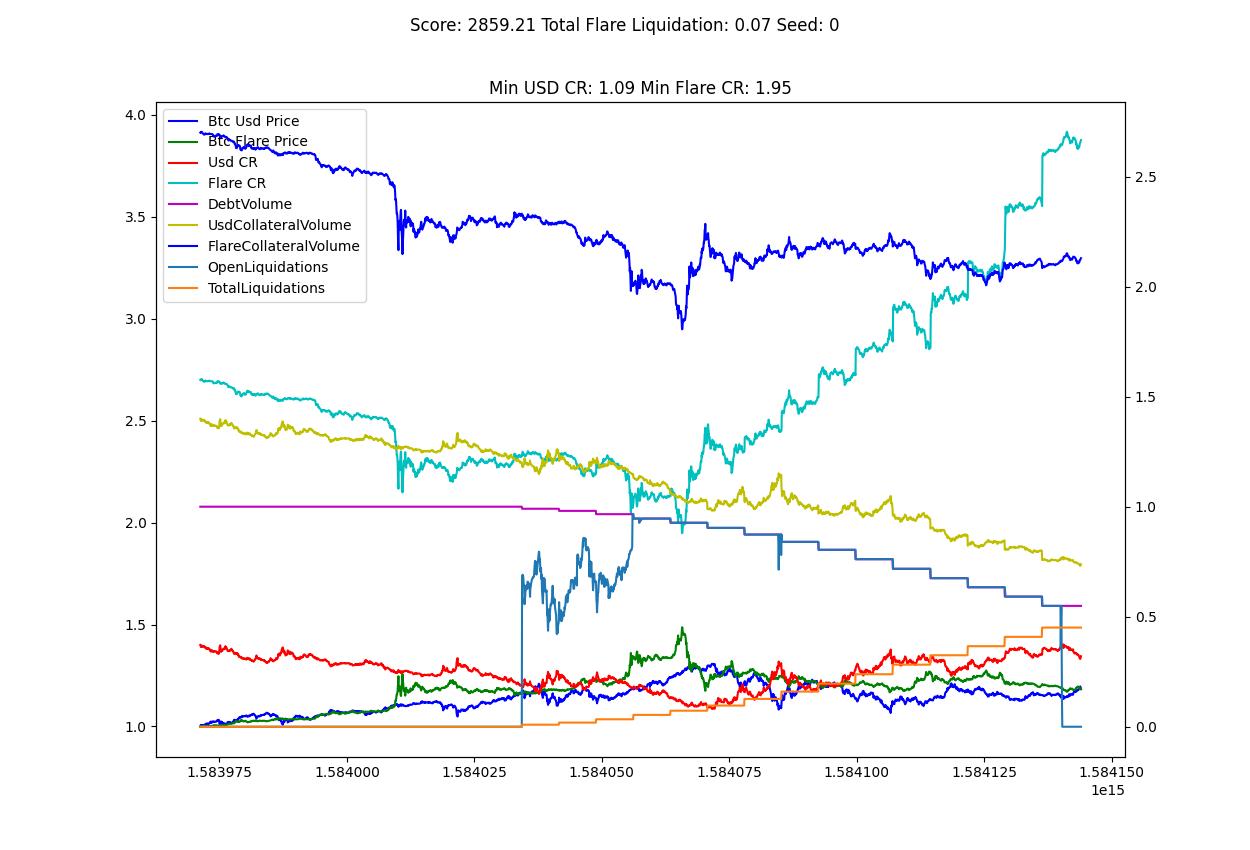 Score: 2859.21 Total Flare Liquidation: 0.07 Seed: 0
Min USD CR: 1.09 Min Flare CR: 1.95
4.0
3.5
3.0
2.5
2.0
1.5
1.0
Btc Usd Price
Btc Flare Price
Usd CR
Flare CR
DebtVolume
UsdCollateralVolume
FlareCollateralVolume
OpenLiquidations
TotalLiquidations
2.5
2.0
1.5
1.0
0.5
0.0
1.583975 1.584000 1.584025 1.584050 1.584075 1.584100 1.584125 1.584150
1e15